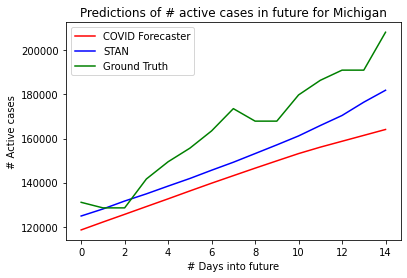 Predictions of # active cases in future for Michigan
COVID Forecaster
STAN
Ground Truth
# Active cases
200000
180000
160000
140000
120000
0 2 4 6 8 10 12 14
# Days into future